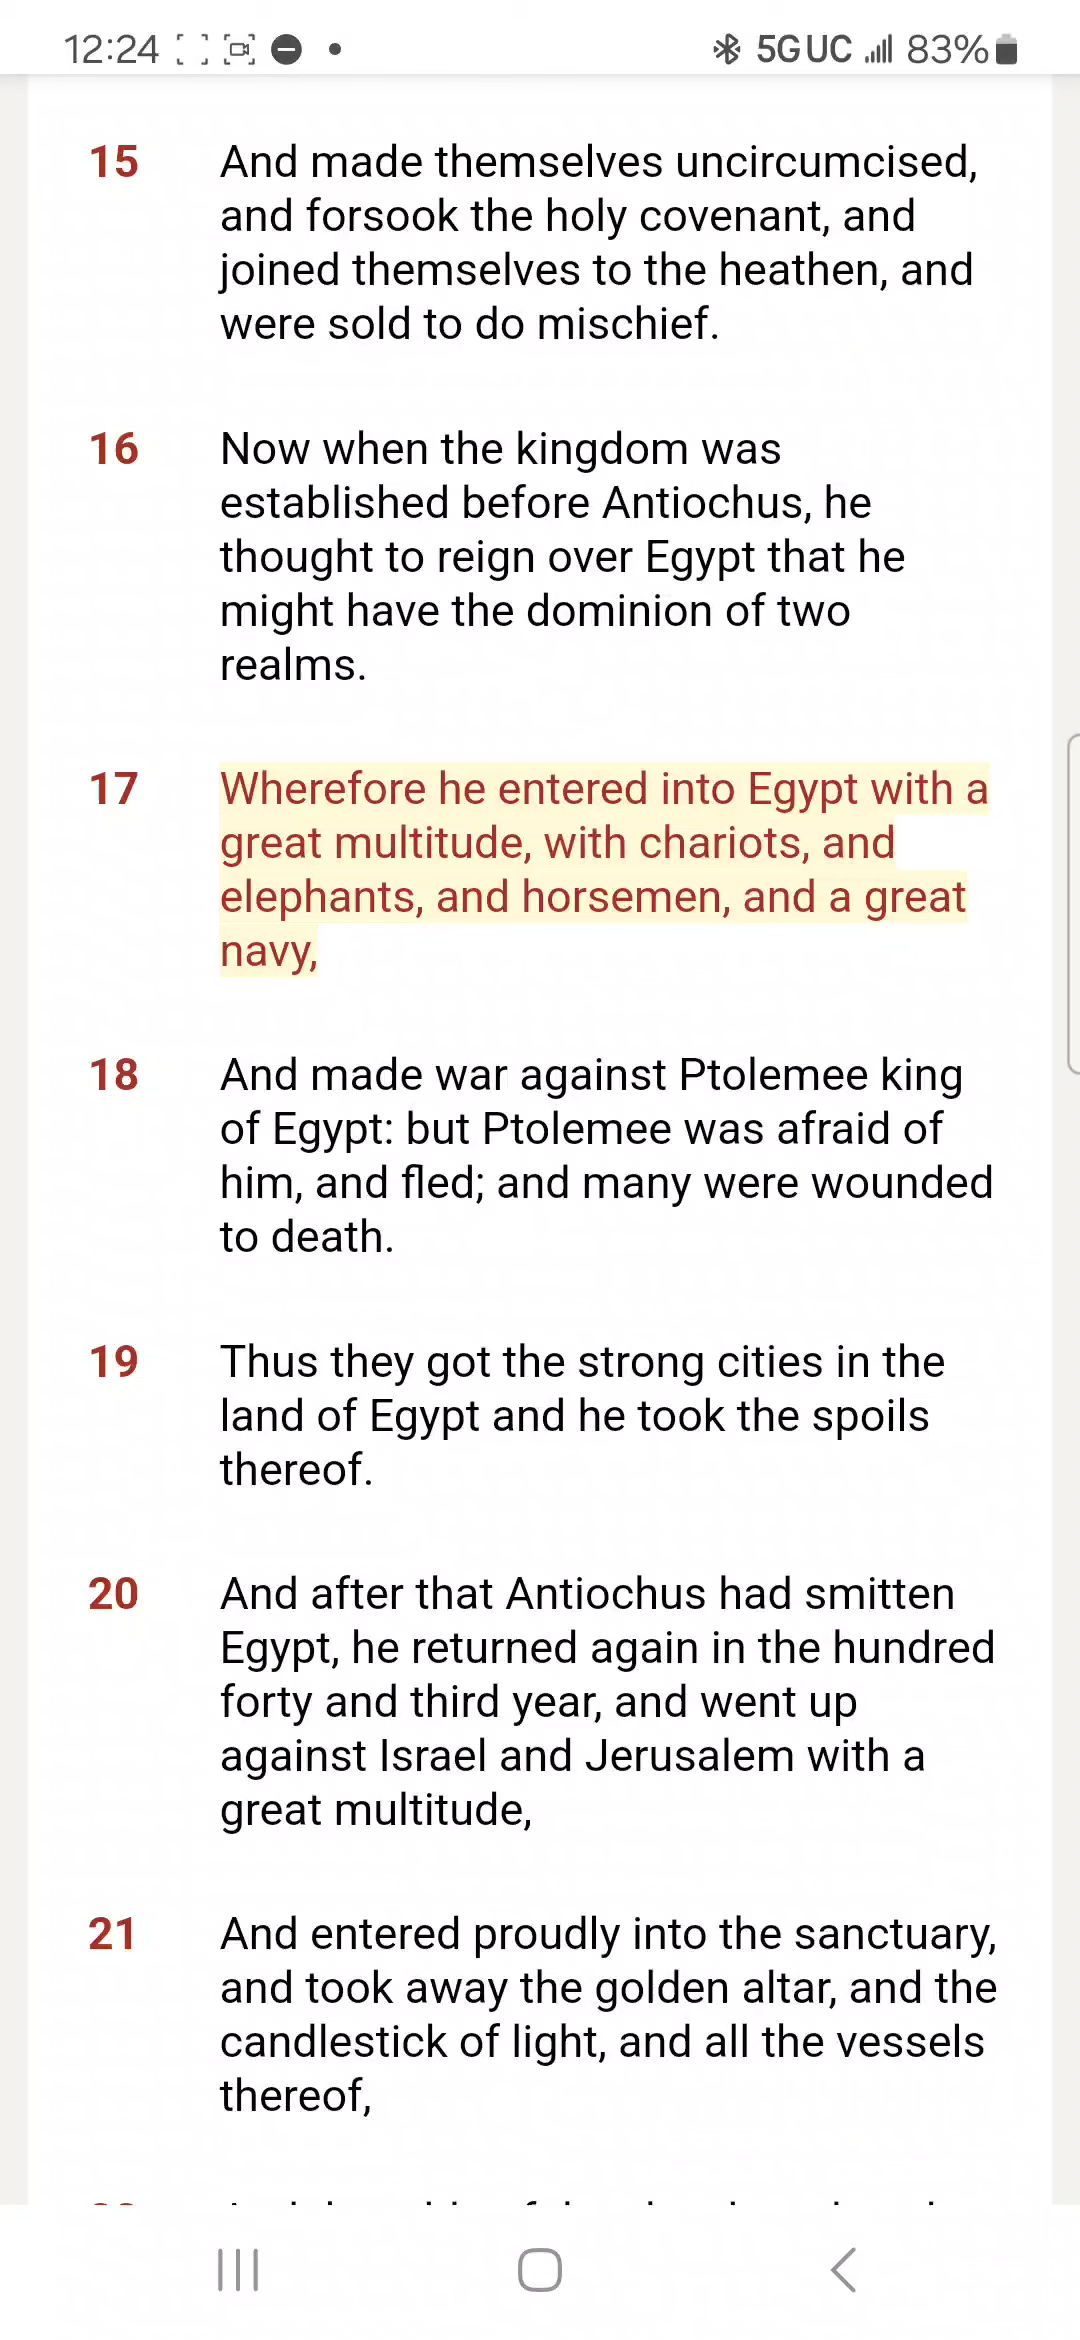 12:24 5G UC 83%
15 And made themselves uncircumcised,
and forsook the holy covenant, and
joined themselves to the heathen, and
were sold to do mischief.
16 Now when the kingdom was
established before Antiochus, he
thought to reign over Egypt that he
might have the dominion of two
realms.
17 Wherefore he entered into Egypt with a
great multitude, with chariots, and
elephants, and horsemen, and a great
navy,
18 And made war against Ptolemee king
of Egypt: but Ptolemee was afraid of
him, and fled; and many were wounded
to death.
19 Thus they got the strong cities in the
land of Egypt and he took the spoils
thereof.
20 And after that Antiochus had smitten
Egypt, he returned again in the hundred
forty and third year, and went up
against Israel and Jerusalem with a
great multitude,
21 And entered proudly into the sanctuary,
and took away the golden altar, and the
candlestick of light, and all the vessels
thereof,